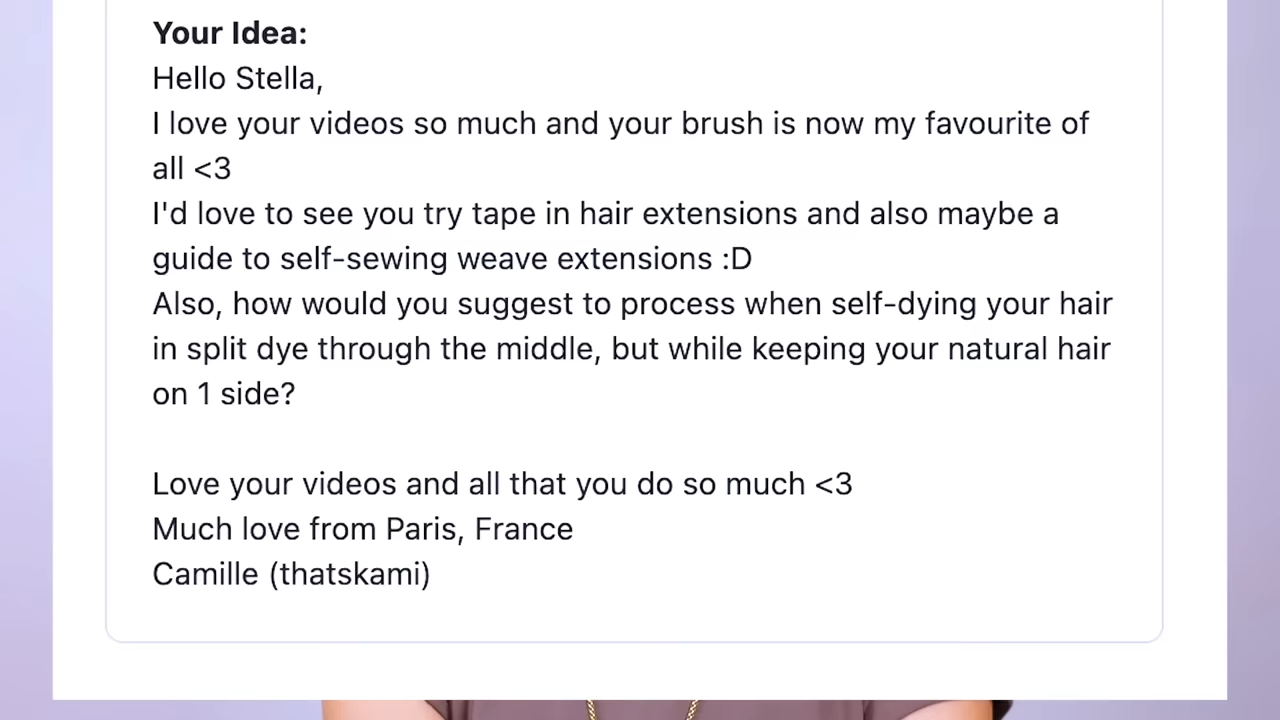 Your Idea:
Hello Stella,
I love your videos so much and your brush is now my favourite of
all <3
I'd love to see you try tape in hair extensions and also maybe a
guide to self-sewing weave extensions :D
Also, how would you suggest to process when self-dying your hair
in split dye through the middle, but while keeping your natural hair
on 1 side?
Love your videos and all that you do so much <3
Much love from Paris, France
Camille (thatskami)